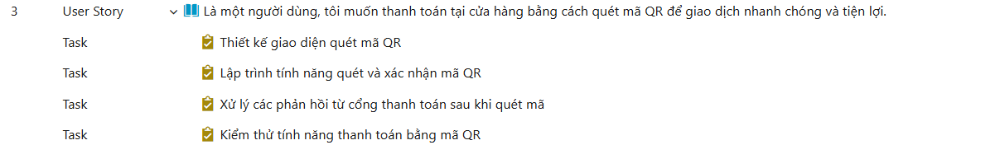 3 User Story Là một người dùng, tôi muốn thanh toán tại cửa hàng bằng cách quét mã QR để giao dịch nhanh chóng và tiện lợi.
Task Thiết kế giao diện quét mã QR
Task Lập trình tính năng quét và xác nhận mã QR
Task Xử lý các phản hồi từ cổng thanh toán sau khi quét mã
Task Kiểm thử tính năng thanh toán bằng mã QR